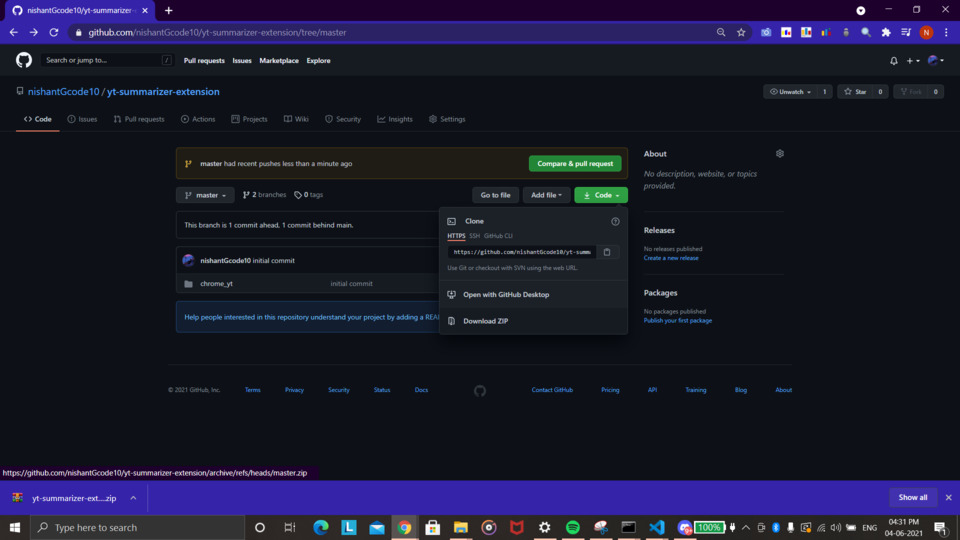 nishantGcode10/yt-summarizer-
github.com/nishantGcode10/yt-summarizer-extension/tree/master
N
Search or jump to... /
Pull requests Issues Marketplace Explore
nishantGcode10 / yt-summarizer-extension
Unwatch 1 Star 0 Fork 0
Code Issues Pull requests Actions Projects Wiki Security Insights Settings
master had recent pushes less than a minute ago Compare & pull request
master 2 branches 0 tags Go to file Add file Code
This branch is 1 commit ahead, 1 commit behind main.
nishantGcode10 initial commit
chrome_yt initial commit
Help people interested in this repository understand your project by adding a REA
Clone
HTTPS SSH GitHub CLI
https://github.com/nishantGcode10/yt-summ
Use Git or checkout with SVN using the web URL.
Open with GitHub Desktop
Download ZIP
About
No description, website, or topics
provided.
Releases
No releases published
Create a new release
Packages
No packages published
Publish your first package
© 2021 GitHub, Inc. Terms Privacy Security Status Docs Contact GitHub Pricing API Training Blog About
https://github.com/nishantGcode10/yt-summarizer-extension/archive/refs/heads/master.zip
yt-summarizer-ext....zip Show all
Type here to search
L
100%
ENG
04:31 PM
04-06-2021
1